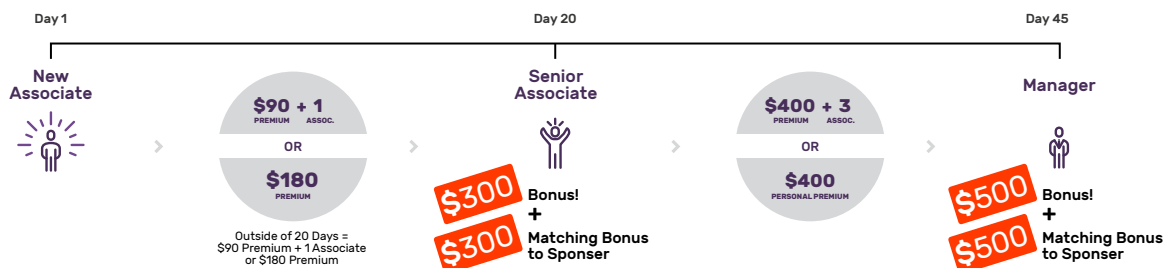 Day 1
Day 20
Day 45
New
Associate
$90 + 1
PREMIUM ASSOC.
OR
$180
PREMIUM
Outside of 20 Days =
$90 Premium + 1 Associate
or $180 Premium
Senior
Associate
$300 Bonus!
+
$300 Matching Bonus
to Sponser
$400 + 3
PREMIUM ASSOC.
OR
$400
PERSONAL PREMIUM
Manager
$500 Bonus!
+
$500 Matching Bonus
to Sponser